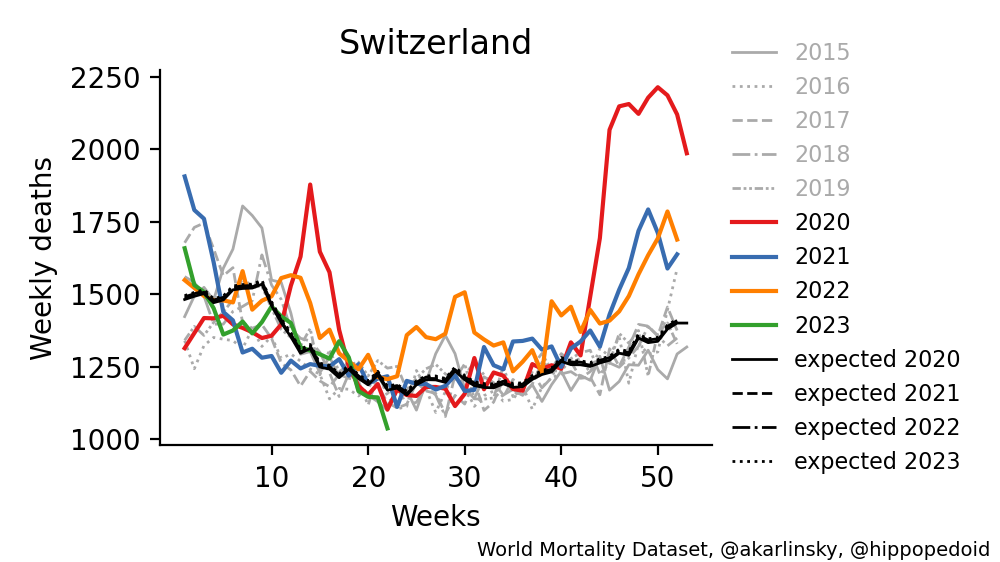 Switzerland
Weekly deaths
2250
2000
1750
1500
1250
1000
10 20 30 40 50
Weeks
2015
2016
2017
2018
2019
2020
2021
2022
2023
expected 2020
expected 2021
expected 2022
expected 2023
World Mortality Dataset, @akarlinsky, @hippopedoid